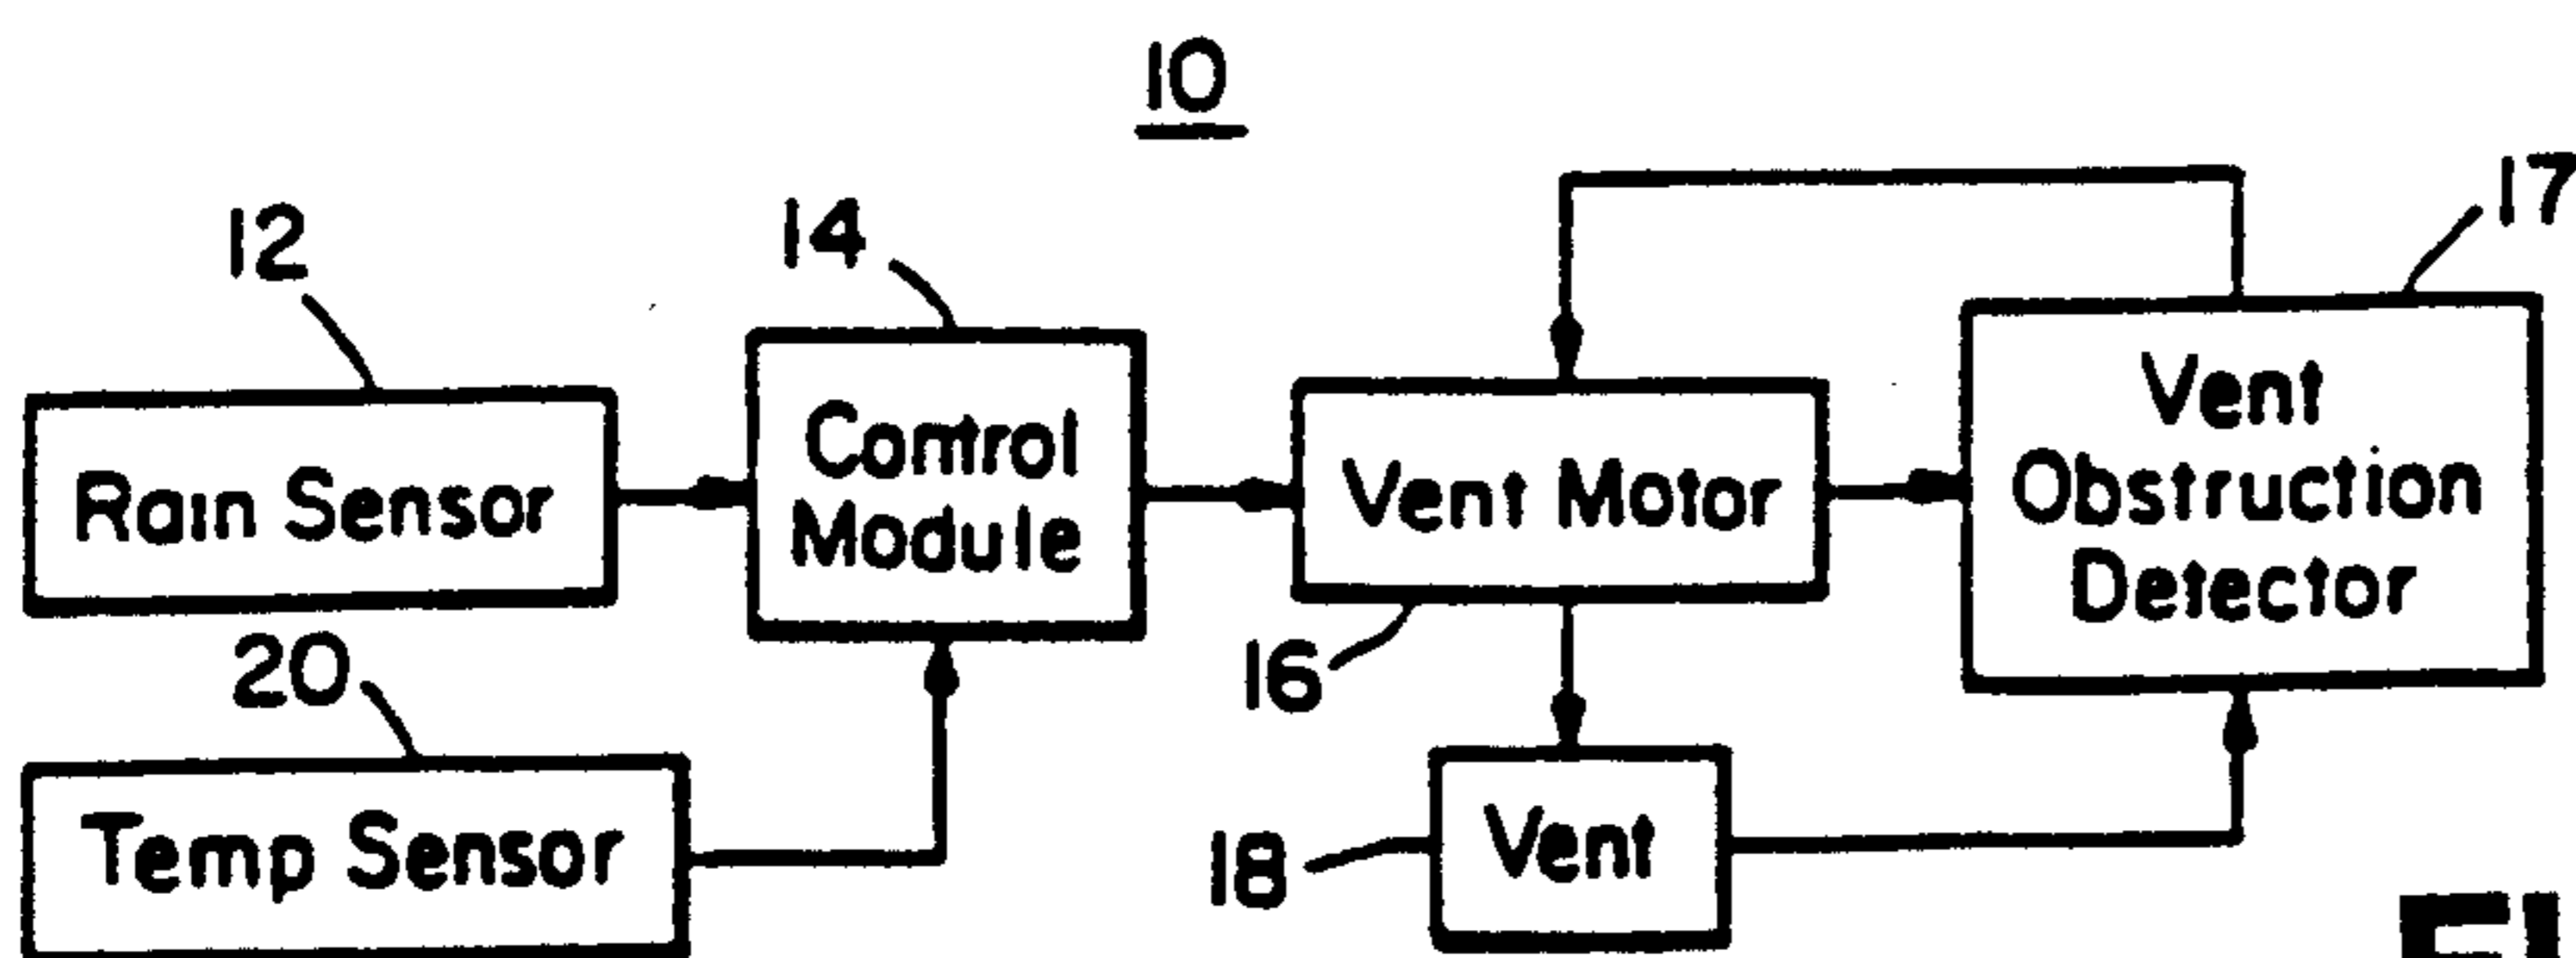 10
12
14
17
Rain Sensor
Control
Module
Vent Motor
Vent
Obstruction
Detector
20
16
Temp Sensor
18
Vent